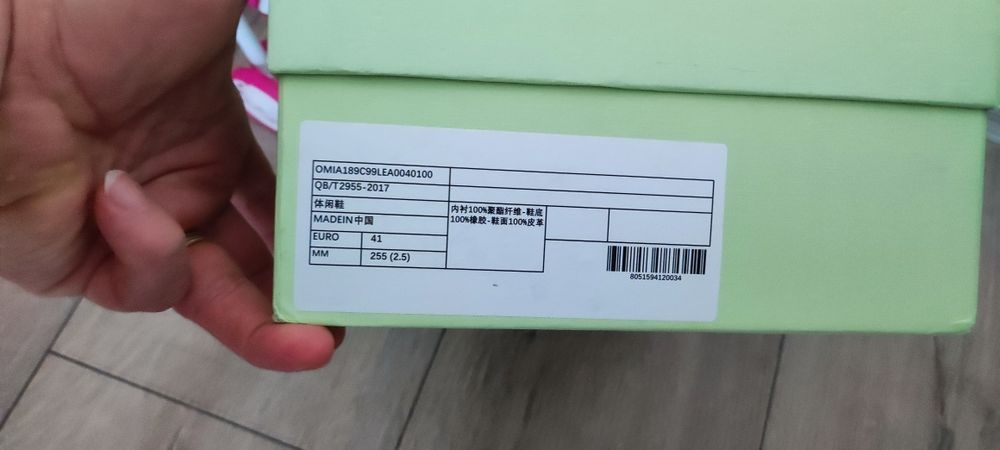 OMIA189C99LEA0040100
QB/T2955-2017
体闲鞋
MADEIN中国
EURO 41
MM 255 (2.5)
内衬100%聚酯纤维-鞋底
100%橡胶-鞋面100%皮革
8051594120034